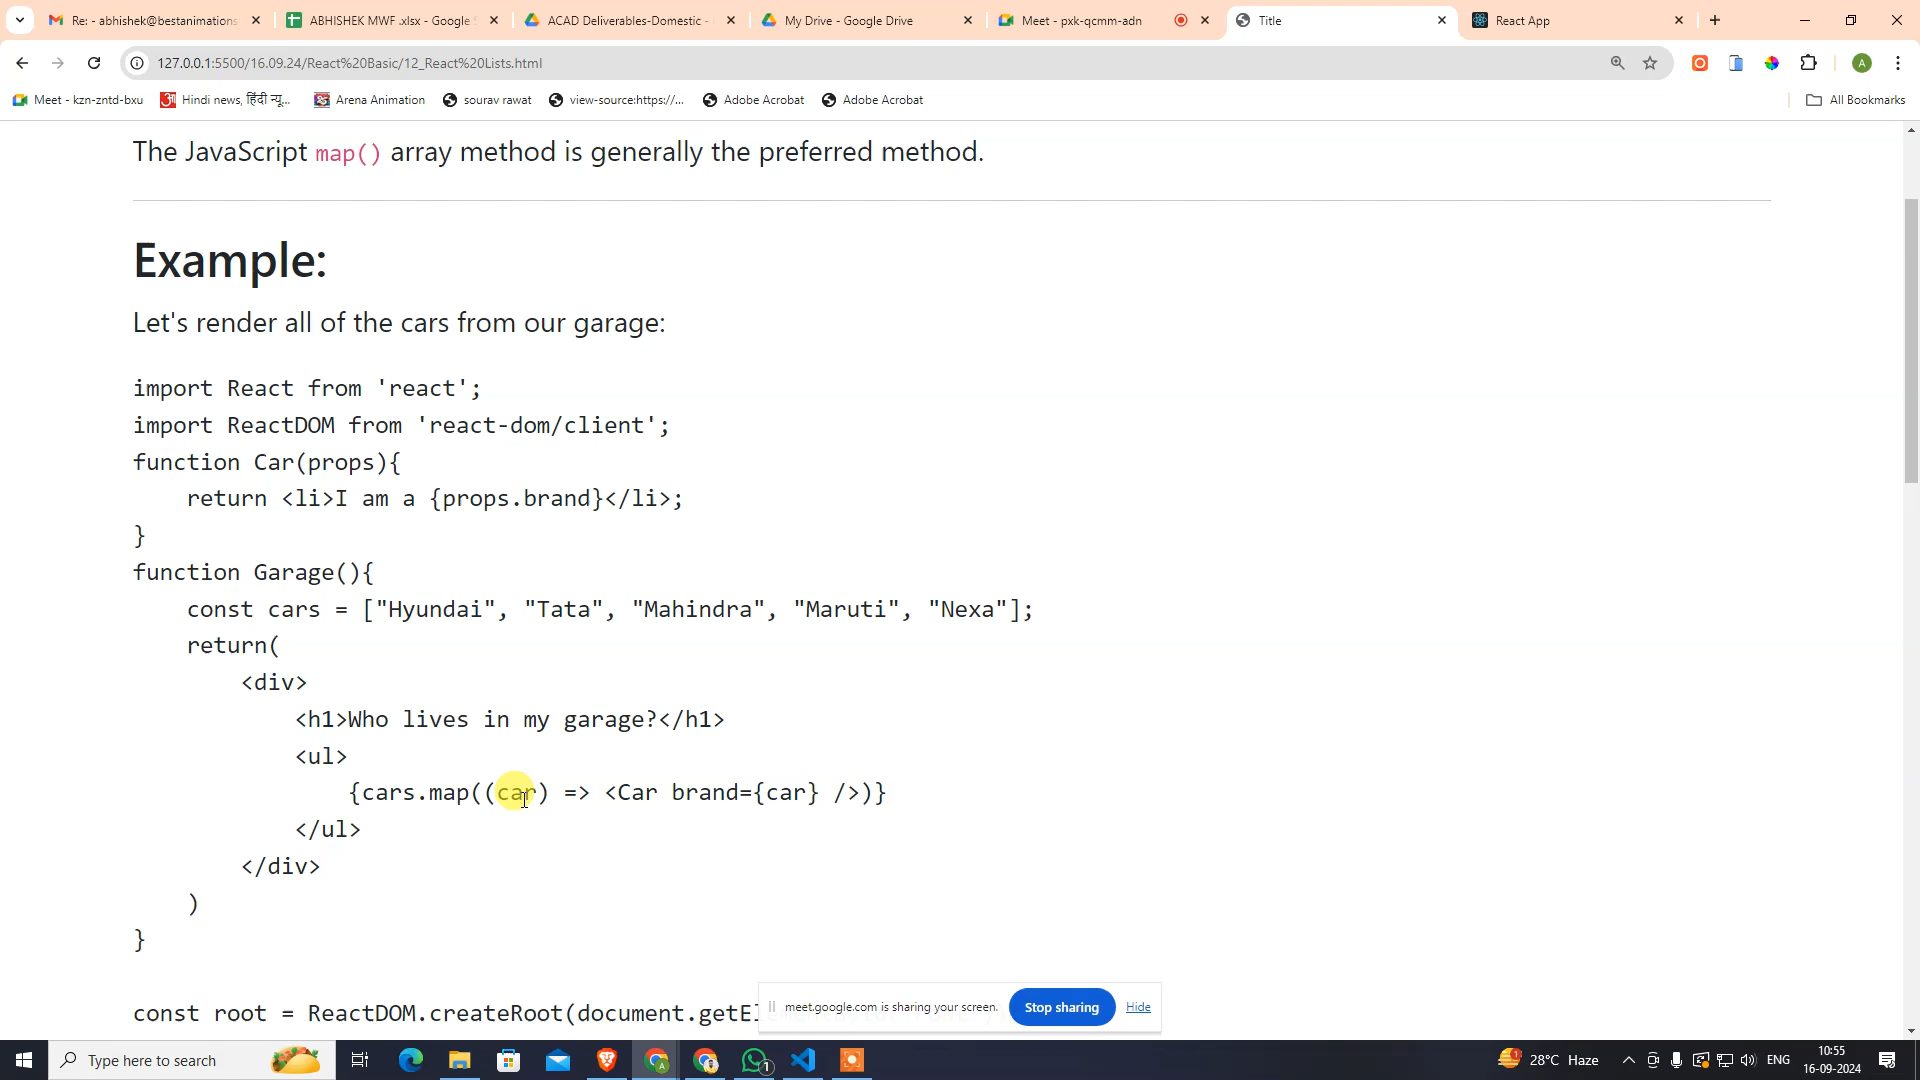 Re: - abhishek@bestanimations
ABHISHEK MWF .xlsx - Google S
ACAD Deliverables-Domestic -
My Drive - Google Drive
Meet - pxk-qcmm-adn
Title
React App
127.0.0.1:5500/16.09.24/React%20Basic/12_React%20Lists.html
A
Meet - kzn-zntd-bxu
Hindi news, हिंदी न्यू...
Arena Animation
sourav rawat
view-source:https://...
Adobe Acrobat
Adobe Acrobat
All Bookmarks
The JavaScript map() array method is generally the preferred method.
Example:
Let's render all of the cars from our garage:
import React from 'react';
import ReactDOM from 'react-dom/client';
function Car(props){
    return <li>I am a {props.brand}</li>;
}
function Garage(){
    const cars = ["Hyundai", "Tata", "Mahindra", "Maruti", "Nexa"];
    return(
        <div>
            <h1>Who lives in my garage?</h1>
            <ul>
                {cars.map((car) => <Car brand={car} />)}
            </ul>
        </div>
    )
}
const root = ReactDOM.createRoot(document.getEl
meet.google.com is sharing your screen.
Stop sharing
Hide
Type here to search
28°C Haze
ENG
10:55
16-09-2024